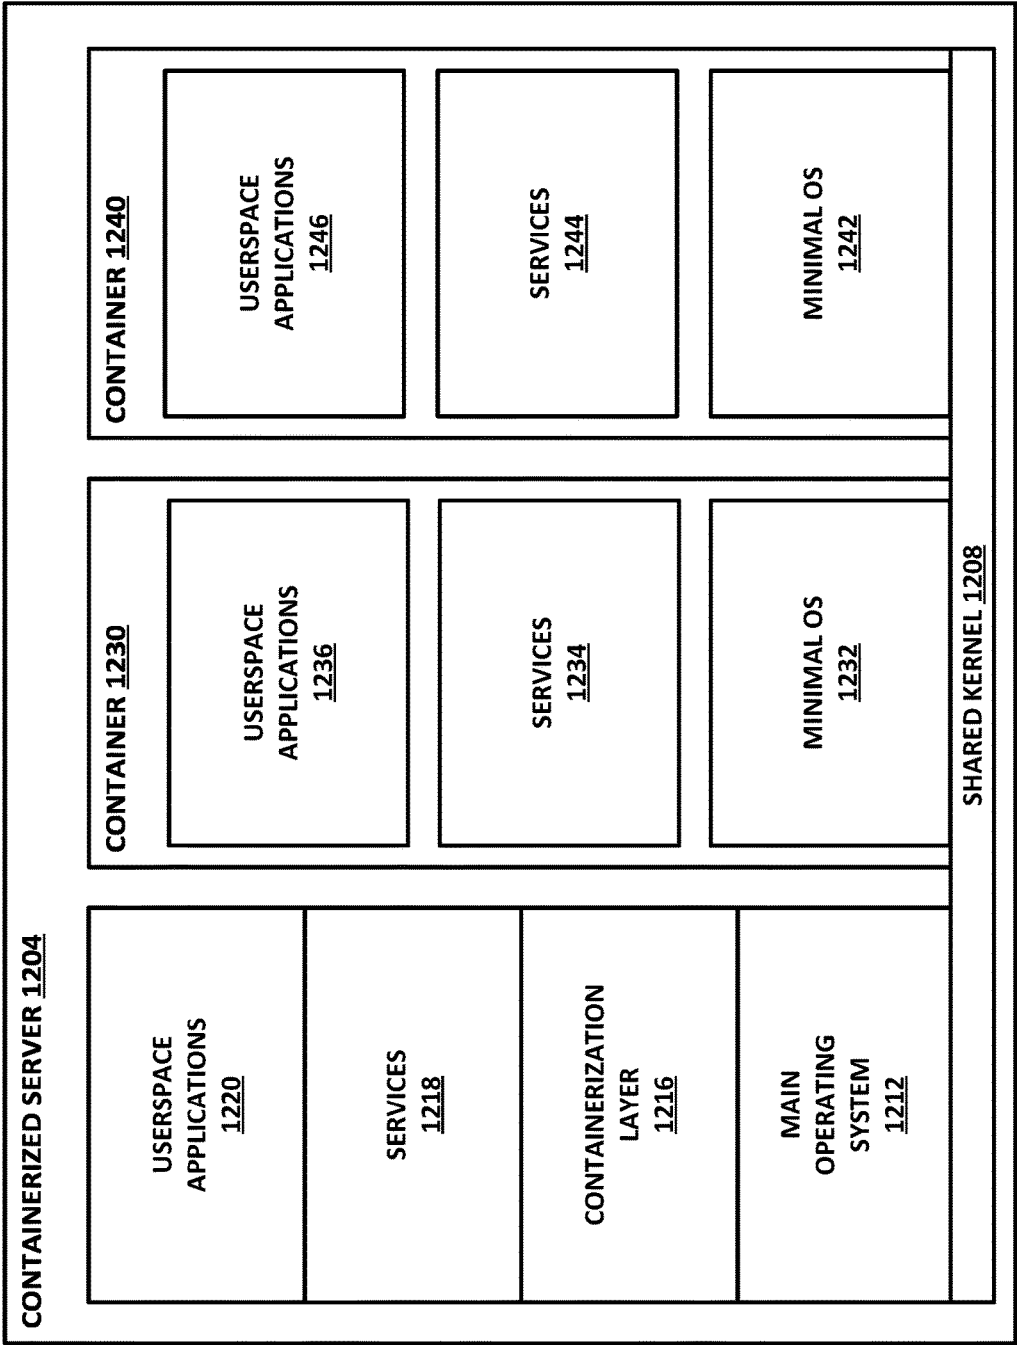 CONTAINERIZED SERVER 1204
USERSPACE
APPLICATIONS
1220
SERVICES
1218
CONTAINERIZATION
LAYER
1216
MAIN
OPERATING
SYSTEM
1212
CONTAINER 1230
USERSPACE
APPLICATIONS
1236
SERVICES
1234
MINIMAL OS
1232
CONTAINER 1240
USERSPACE
APPLICATIONS
1246
SERVICES
1244
MINIMAL OS
1242
SHARED KERNEL 1208